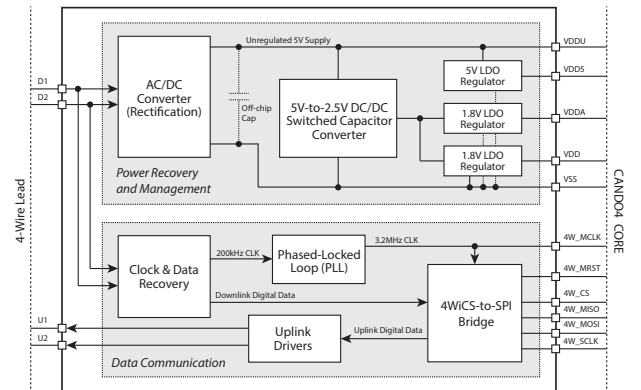 Unregulated 5V Supply
VDDU
5V LDO
Regulator
VDDS
D1
D2
AC/DC
Converter
(Rectification)
Off-chip
Cap
5V-to-2.5V DC/DC
Switched Capacitor
Converter
1.8V LDO
Regulator
VDDA
1.8V LDO
Regulator
VDD
VSS
Power Recovery
and Management
4-Wire Lead
CANDO4 CORE
Clock & Data
Recovery
200kHz CLK
Phased-Locked
Loop (PLL)
3.2MHz CLK
4W_MCLK
4W_MRST
4W_CS
4W_MISO
4W_MOSI
4W_SCLK
4WiCS-to-SPI
Bridge
Downlink Digital Data
Uplink
Drivers
Uplink Digital Data
U1
U2
Data Communication